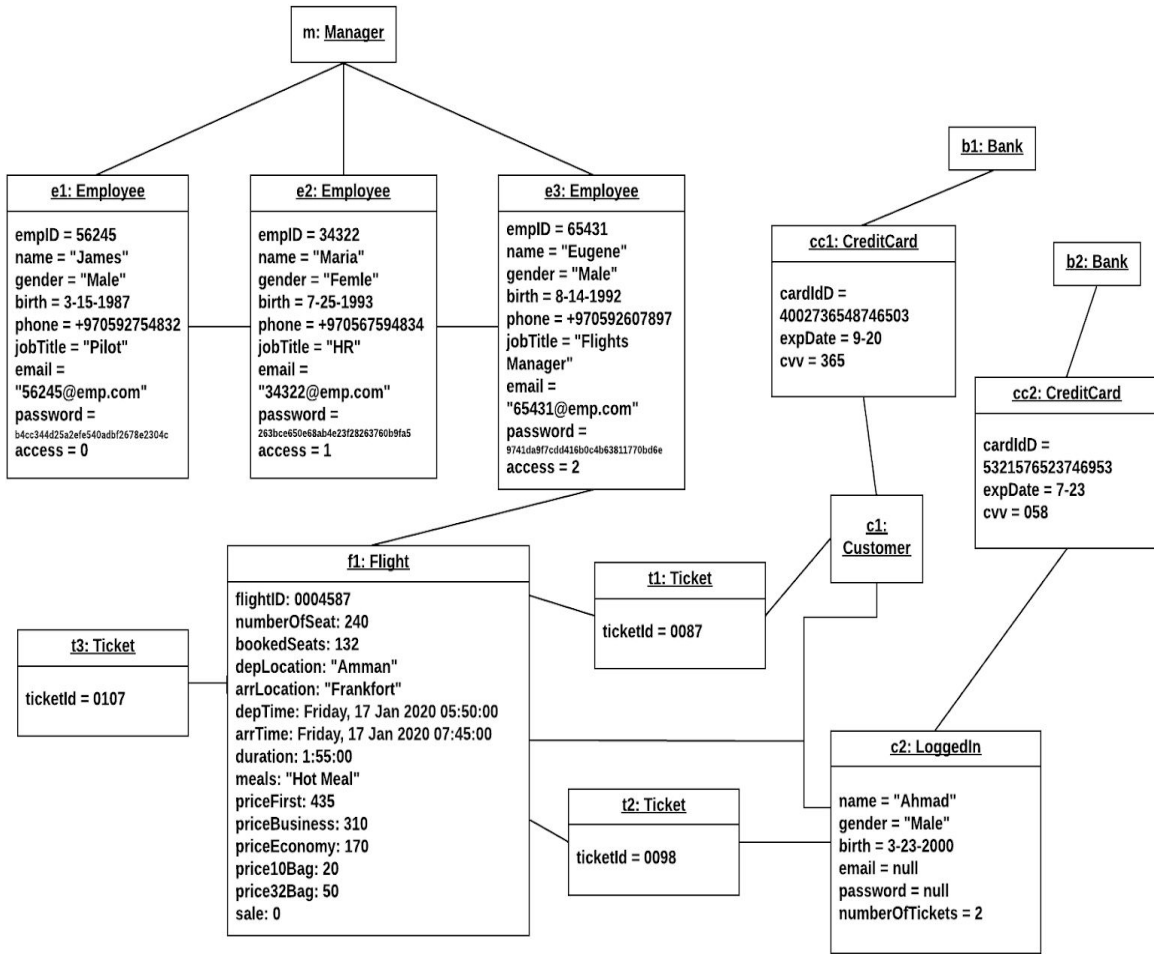 m: Manager
b1: Bank
e1: Employee
empID = 56245
name = "James"
gender = "Male"
birth = 3-15-1987
phone = +970592754832
jobTitle = "Pilot"
email =
"56245@emp.com"
password =
b4cc344d25a2efe540adbf2678e2304c
access = 0
e2: Employee
empID = 34322
name = "Maria"
gender = "Femle"
birth = 7-25-1993
phone = +970567594834
jobTitle = "HR"
email =
"34322@emp.com"
password =
263bce650e68ab4e23f28263760b9fa5
access = 1
e3: Employee
empID = 65431
name = "Eugene"
gender = "Male"
birth = 8-14-1992
phone = +970592607897
jobTitle = "Flights
Manager"
email =
"65431@emp.com"
password =
9741da9f7cdd416b0c4b63811770bd6e
access = 2
cc1: CreditCard
cardIdD =
4002736548746503
expDate = 9-20
cvv = 365
b2: Bank
cc2: CreditCard
cardIdD =
5321576523746953
expDate = 7-23
cvv = 058
c1:
Customer
f1: Flight
flightID: 0004587
numberOfSeat: 240
bookedSeats: 132
depLocation: "Amman"
arrLocation: "Frankfort"
depTime: Friday, 17 Jan 2020 05:50:00
arrTime: Friday, 17 Jan 2020 07:45:00
duration: 1:55:00
meals: "Hot Meal"
priceFirst: 435
priceBusiness: 310
priceEconomy: 170
price10Bag: 20
price32Bag: 50
sale: 0
t1: Ticket
ticketId = 0087
t3: Ticket
ticketId = 0107
t2: Ticket
ticketId = 0098
c2: LoggedIn
name = "Ahmad"
gender = "Male"
birth = 3-23-2000
email = null
password = null
numberOfTickets = 2